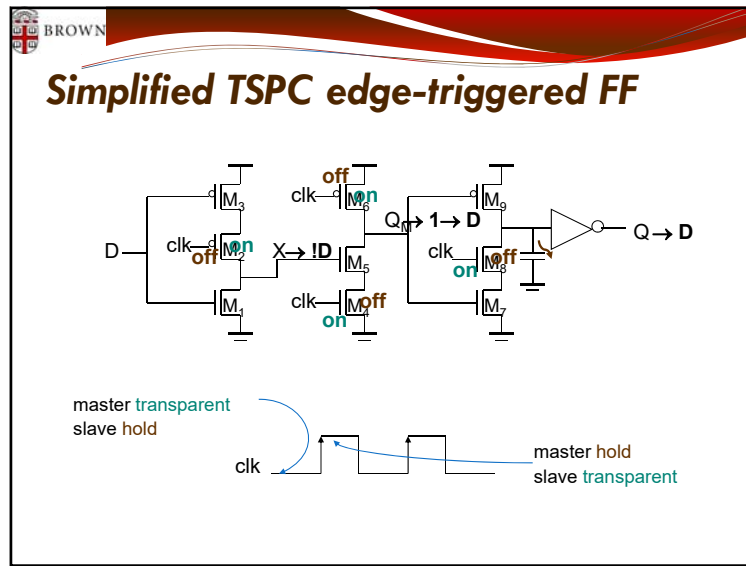 BROWN
Simplified TSPC edge-triggered FF
off
clk on M6
M3
M9
QM → 1 → D
D
clk off on M2
X → !D
M5
clk on off M8
Q → D
M1
clk on off M4
M7
master transparent
slave hold
clk
master hold
slave transparent